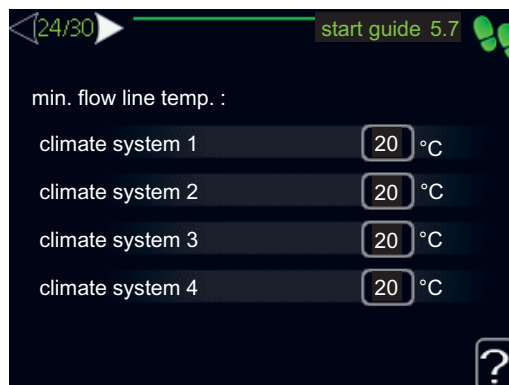 24/30 start guide 5.7
min. flow line temp. :
climate system 1 20 °C
climate system 2 20 °C
climate system 3 20 °C
climate system 4 20 °C
?